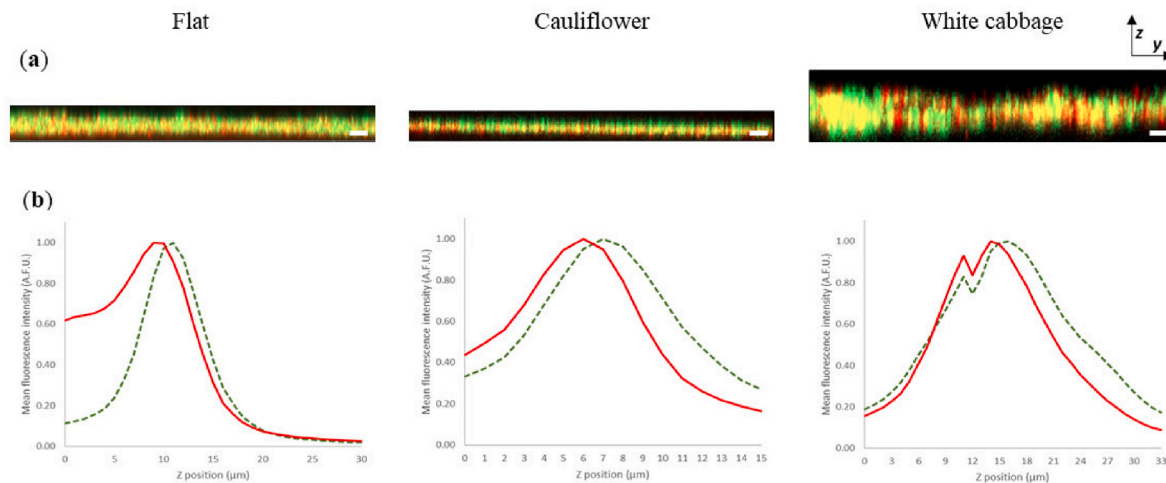 Flat Cauliflower White cabbage
z
y
(a)
(b)
Mean fluorescence intensity (A.F.U.)
1.00
0.80
0.60
0.40
0.20
0.00
0 5 10 15 20 25 30
Z position (µm)
Mean fluorescence intensity (A.F.U.)
1.00
0.80
0.60
0.40
0.20
0.00
0 1 2 3 4 5 6 7 8 9 10 11 12 13 14 15
Z position (µm)
Mean fluorescence intensity (A.F.U.)
1.00
0.80
0.60
0.40
0.20
0.00
0 3 6 9 12 15 18 21 24 27 30 33
Z position (µm)